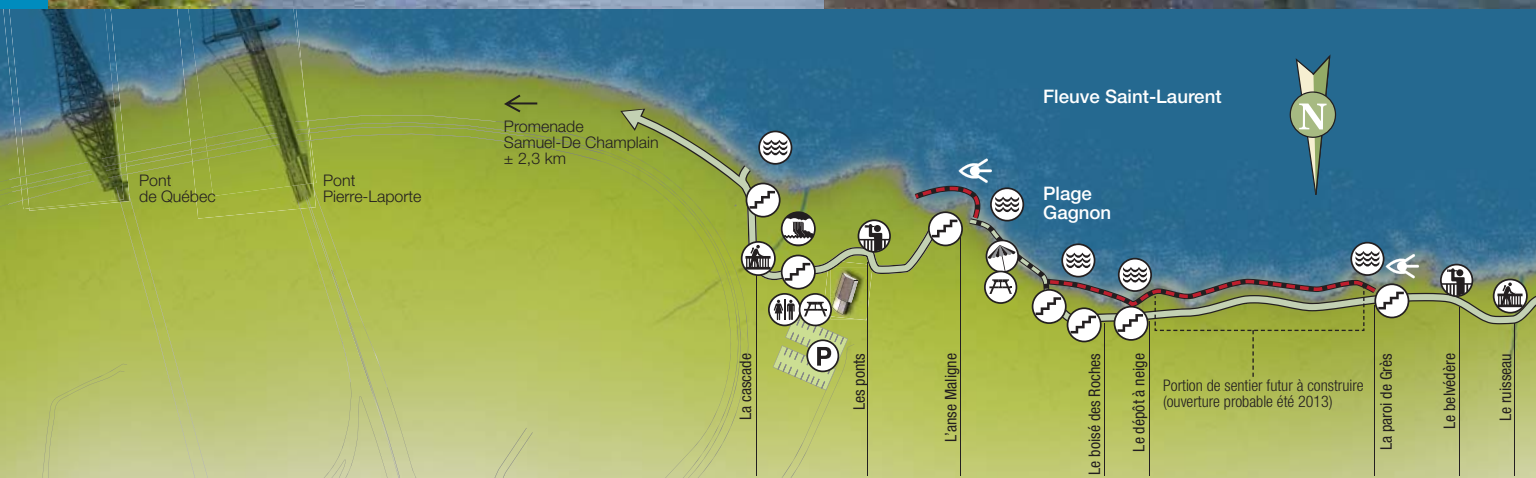 Fleuve Saint-Laurent
N
Promenade
Samuel-De Champlain
± 2,3 km
Pont
de Québec
Pont
Pierre-Laporte
Plage
Gagnon
P
La cascade
Les ponts
L'anse Maligne
Le boisé des Roches
Le dépôt à neige
Portion de sentier futur à construire
(ouverture probable été 2013)
La paroi de Grès
Le belvédère
Le ruisseau